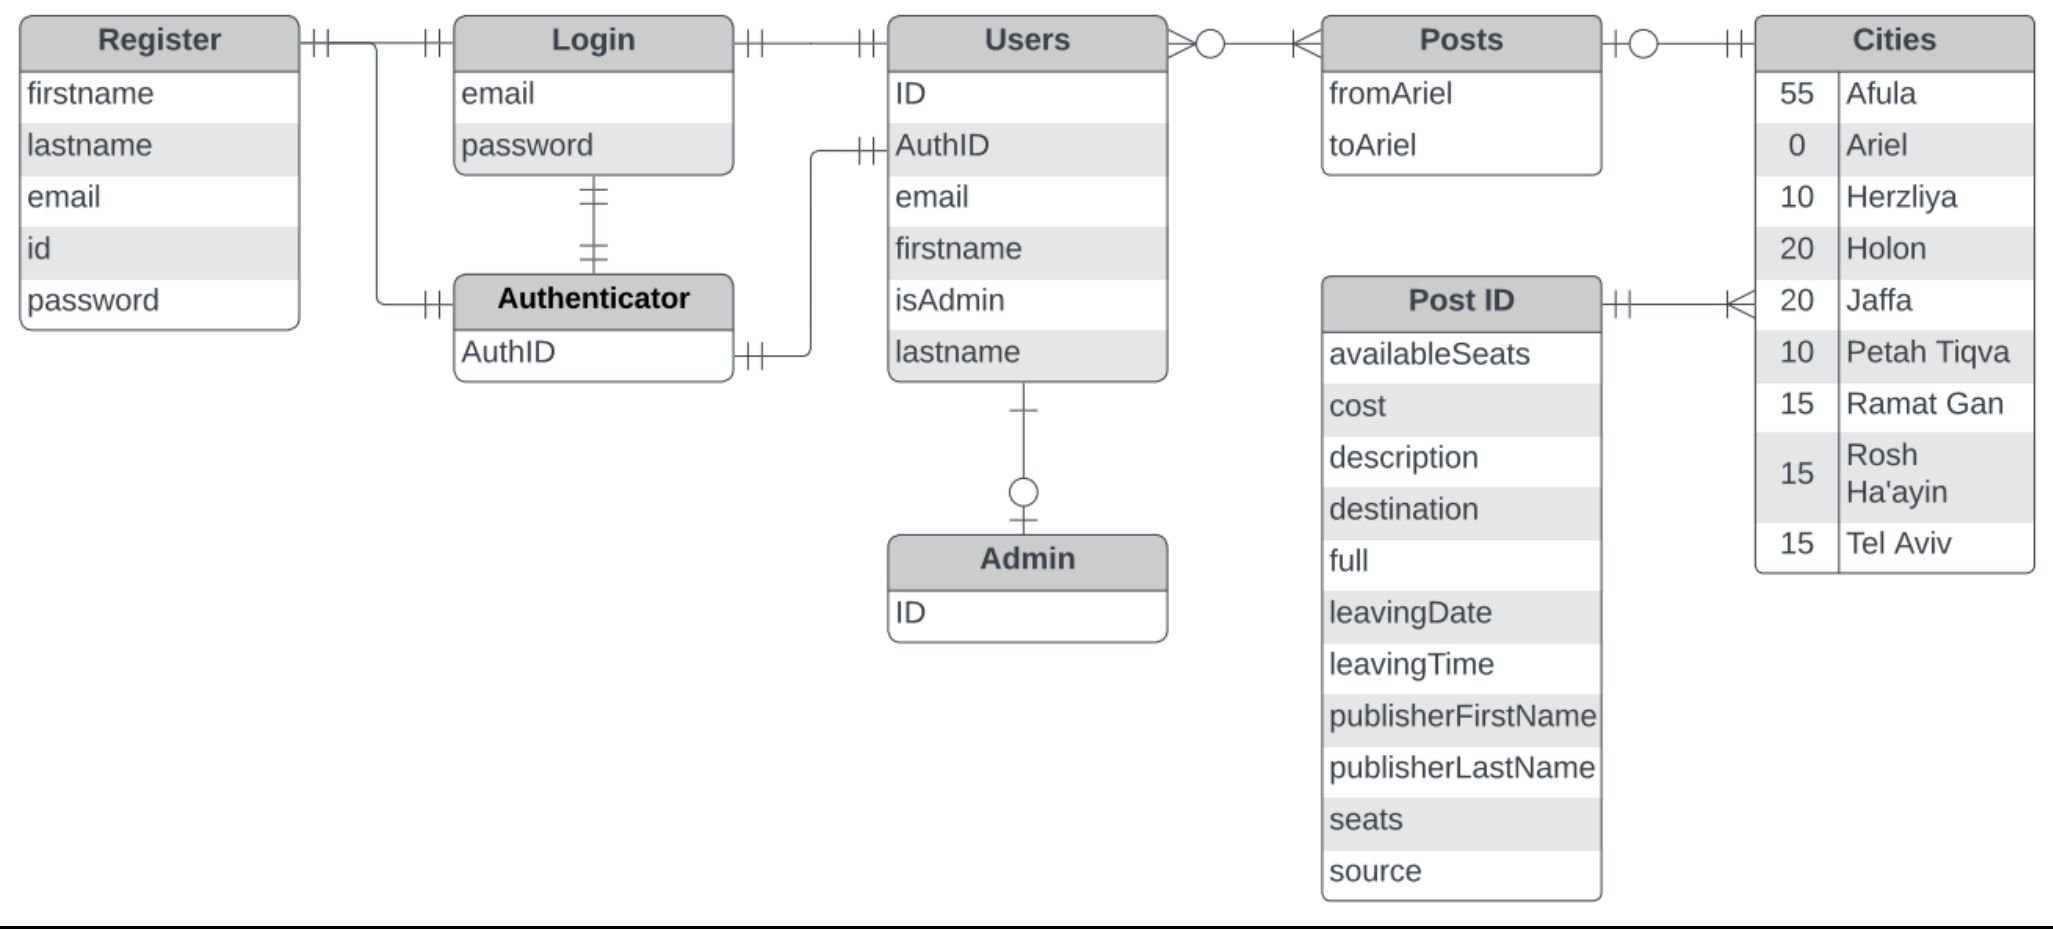 Register
firstname
lastname
email
id
password
Login
email
password
Authenticator
AuthID
Users
ID
AuthID
email
firstname
isAdmin
lastname
Admin
ID
Posts
fromAriel
toAriel
Post ID
availableSeats
cost
description
destination
full
leavingDate
leavingTime
publisherFirstName
publisherLastName
seats
source
Cities
55 Afula
0 Ariel
10 Herzliya
20 Holon
20 Jaffa
10 Petah Tiqva
15 Ramat Gan
15 Rosh
Ha'ayin
15 Tel Aviv